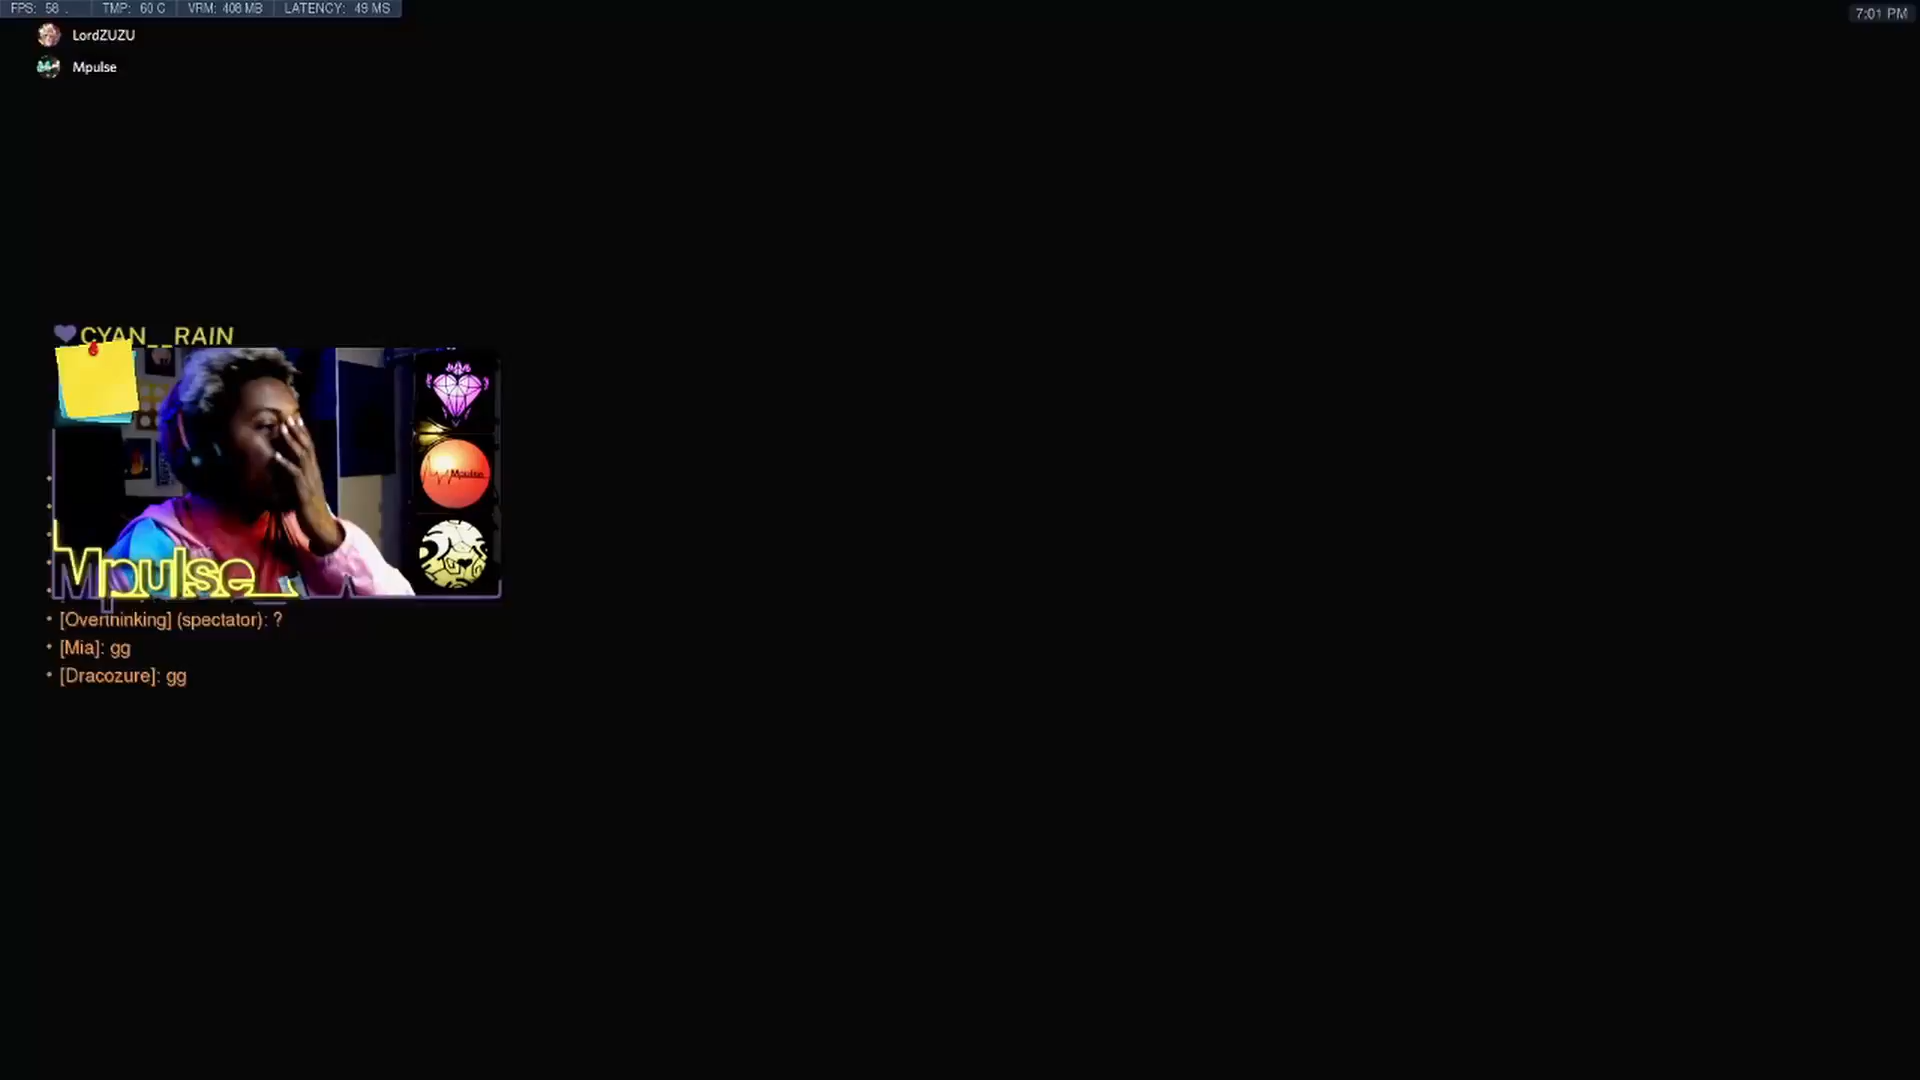 FPS: 58 TMP: 60 C VRM: 408 MB LATENCY: 49 MS
7:01 PM
LordZUZU
Mpulse
CYAN__RAIN
Mpulse
Mpulse
• [Overthinking] (spectator): ?
• [Mia]: gg
• [Dracozure]: gg